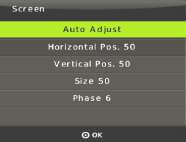 Screen
Auto Adjust
Horizontal Pos. 50
Vertical Pos. 50
Size 50
Phase 6
OK